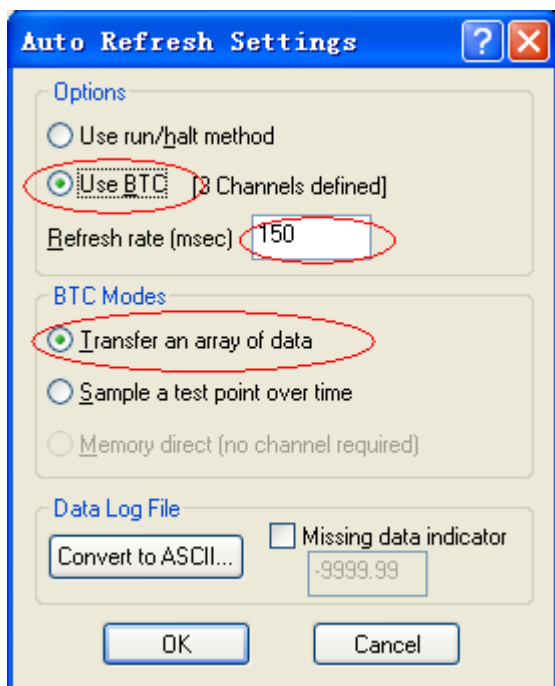 Auto Refresh Settings
Options
Use run/halt method
Use BTC [3 Channels defined]
Refresh rate (msec) 150
BTC Modes
Transfer an array of data
Sample a test point over time
Memory direct (no channel required)
Data Log File
Convert to ASCII... Missing data indicator
-9999.99
OK Cancel